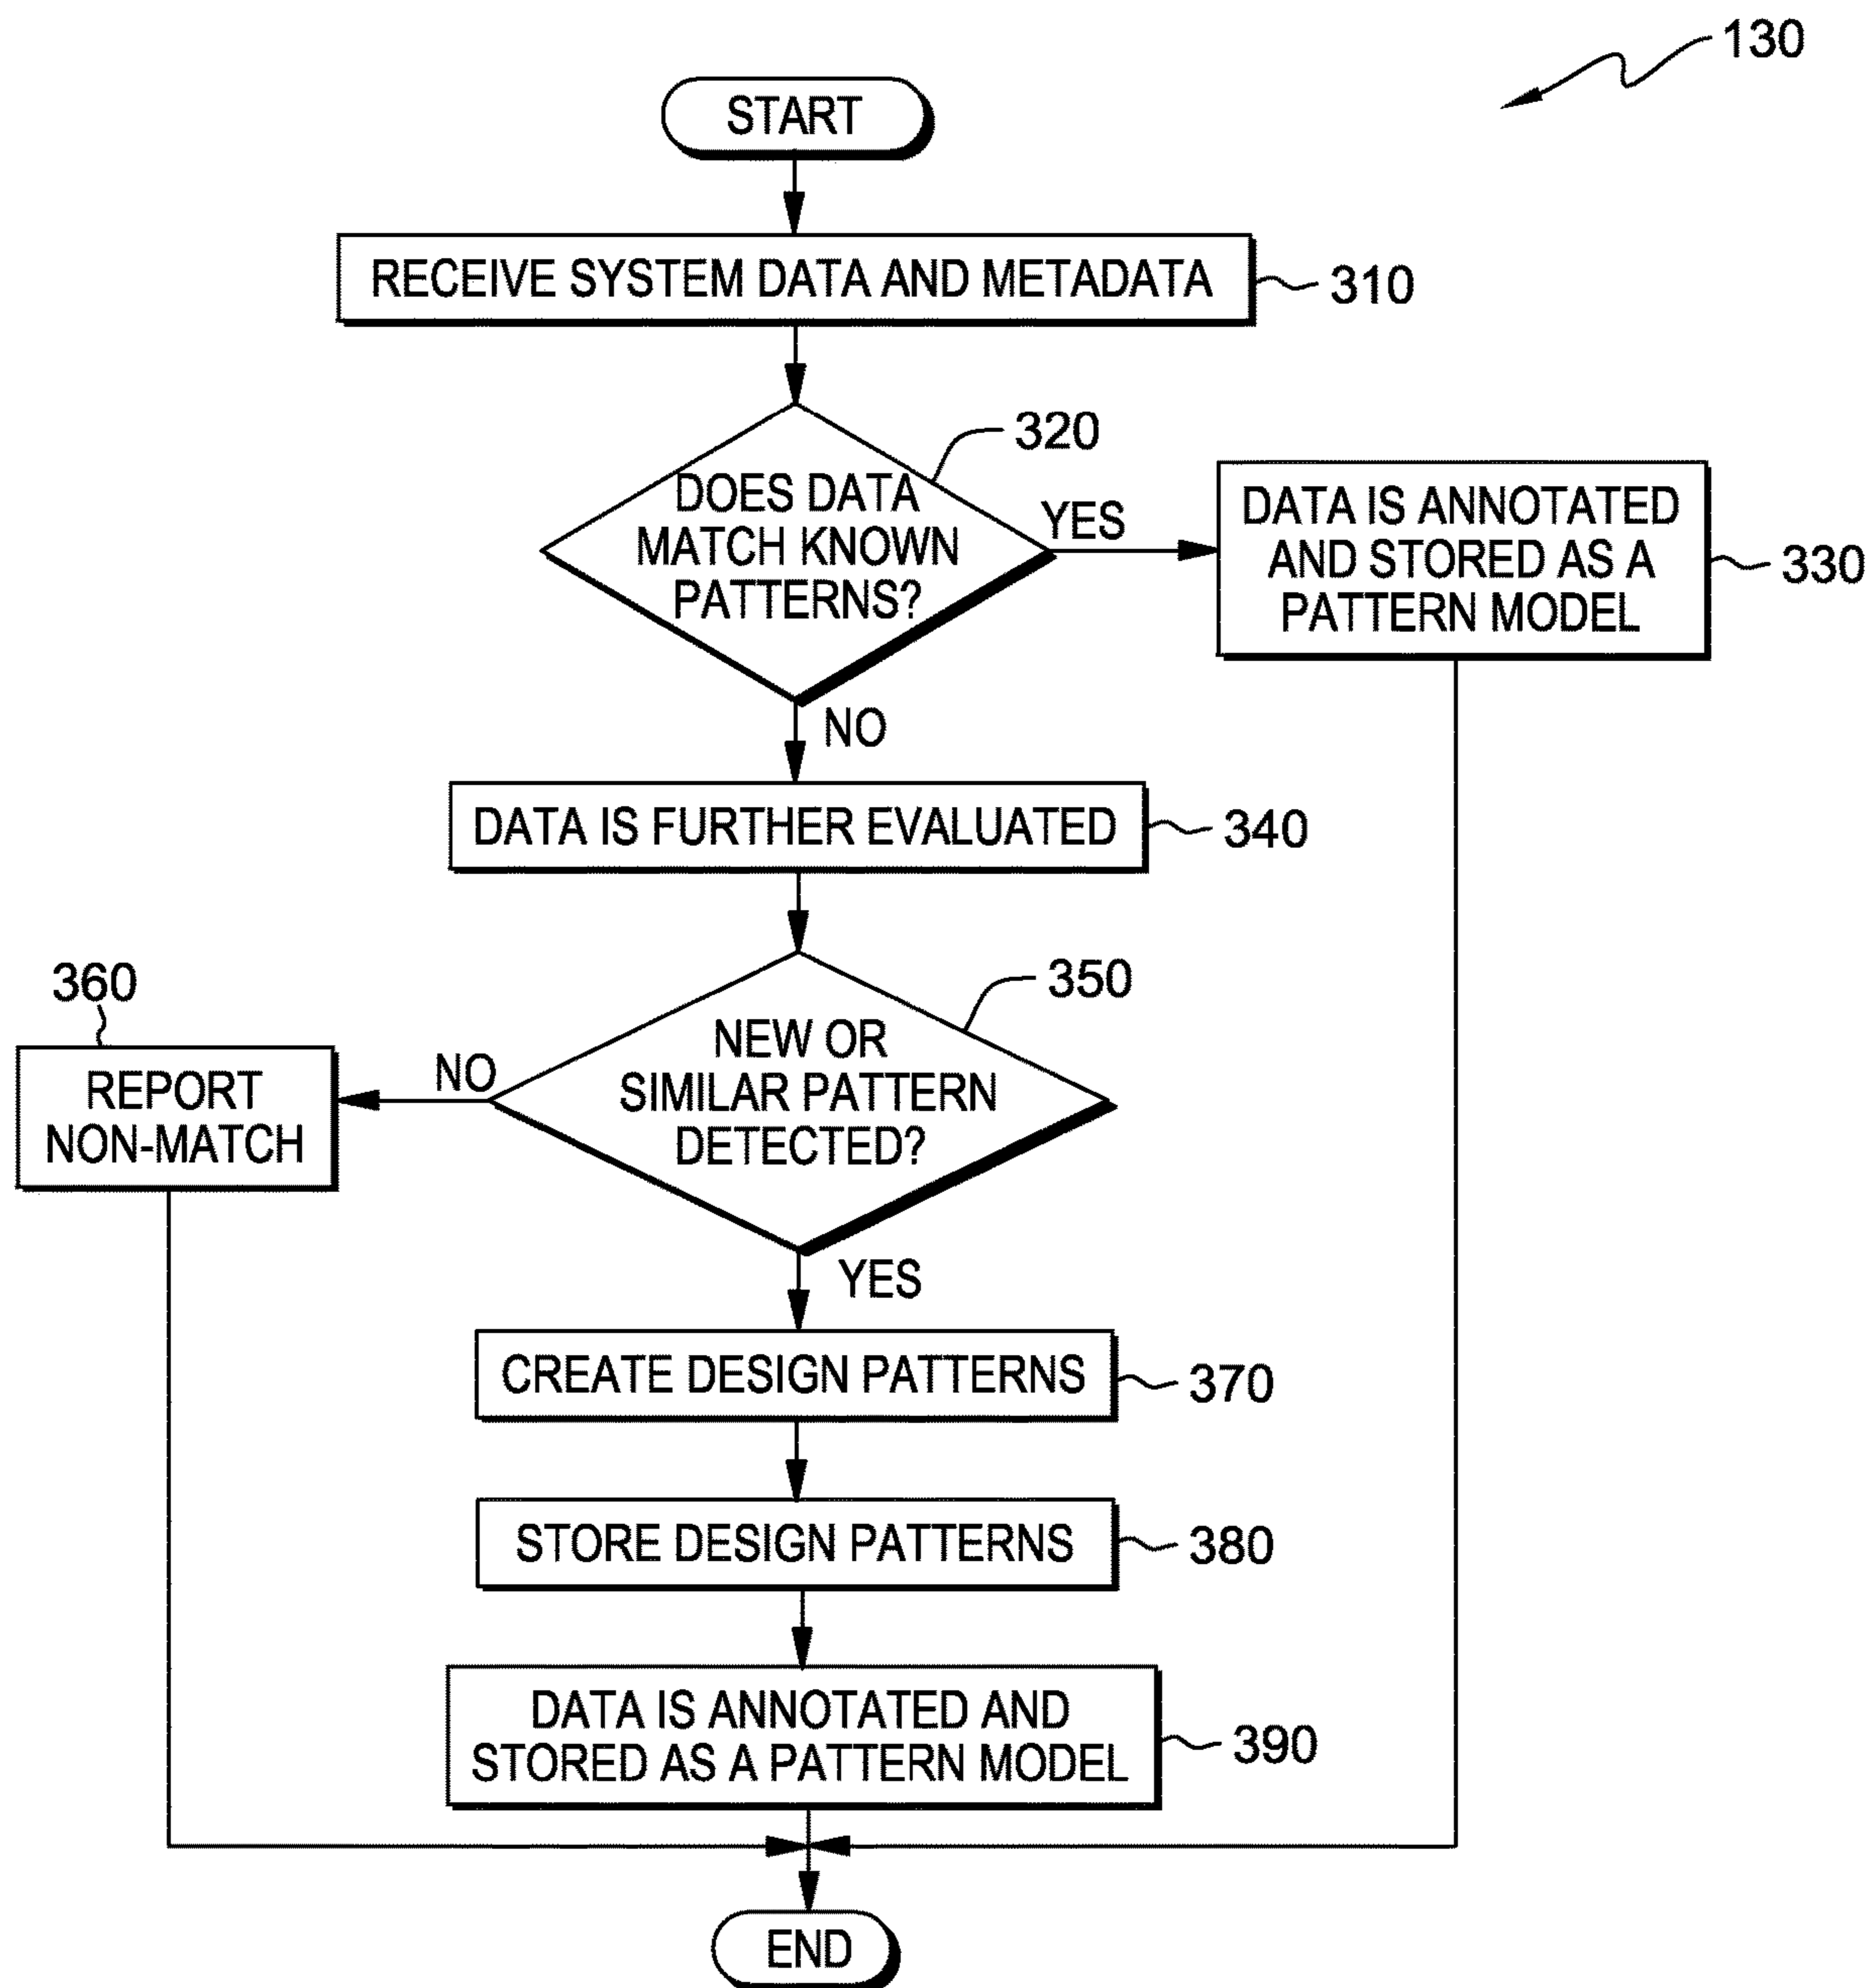 130
START
RECEIVE SYSTEM DATA AND METADATA
310
320
DOES DATA
MATCH KNOWN
PATTERNS?
YES
DATA IS ANNOTATED
AND STORED AS A
PATTERN MODEL
330
NO
DATA IS FURTHER EVALUATED
340
350
NEW OR
SIMILAR PATTERN
DETECTED?
NO
360
REPORT
NON-MATCH
YES
CREATE DESIGN PATTERNS
370
STORE DESIGN PATTERNS
380
DATA IS ANNOTATED AND
STORED AS A PATTERN MODEL
390
END